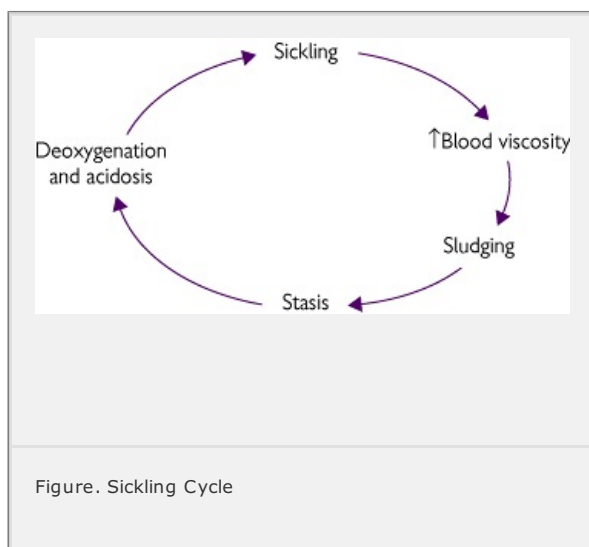 Sickling
↑Blood viscosity
Sludging
Stasis
Deoxygenation
and acidosis
Figure. Sickling Cycle